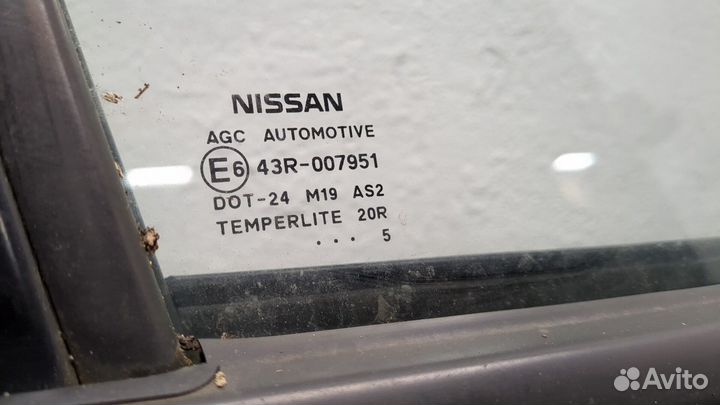 NISSAN
AGC AUTOMOTIVE
E6 43R-007951
DOT-24 M19 AS2
TEMPERLITE 20R
... 5
Avito